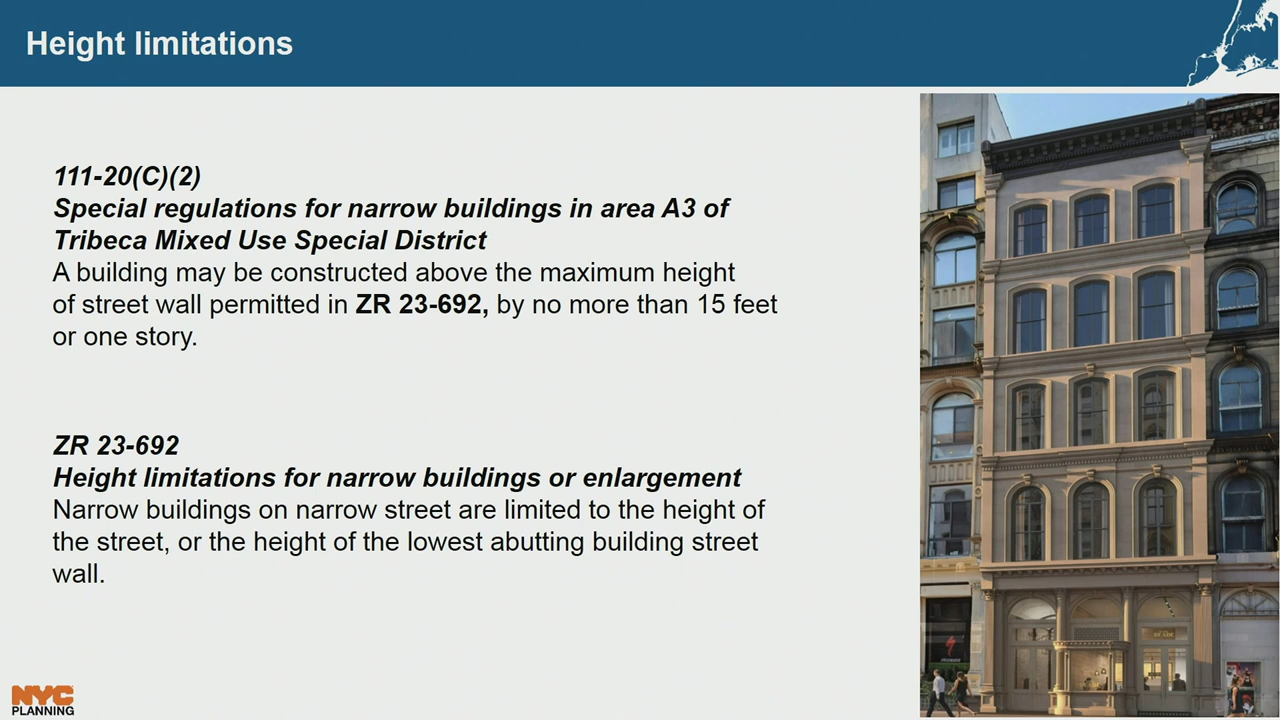 Height limitations
111-20(C)(2)
Special regulations for narrow buildings in area A3 of
Tribeca Mixed Use Special District
A building may be constructed above the maximum height
of street wall permitted in ZR 23-692, by no more than 15 feet
or one story.
ZR 23-692
Height limitations for narrow buildings or enlargement
Narrow buildings on narrow street are limited to the height of
the street, or the height of the lowest abutting building street
wall.
NYC
PLANNING